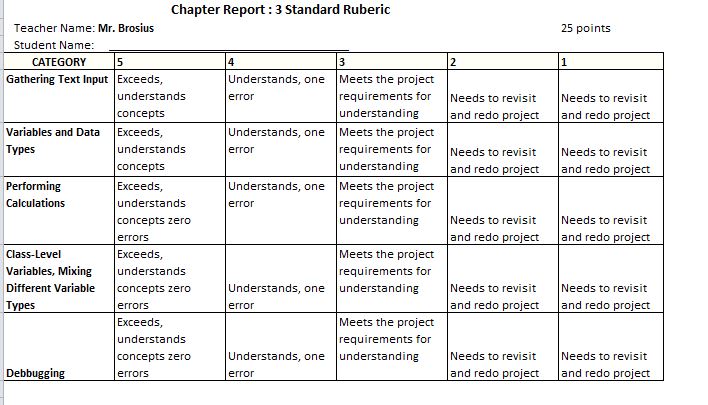 Chapter Report : 3 Standard Ruberic
Teacher Name: Mr. Brosius 25 points
Student Name:
CATEGORY 5 4 3 2 1
Gathering Text Input Exceeds, Understands, one Meets the project
understands error requirements for Needs to revisit Needs to revisit
concepts understanding and redo project and redo project
Variables and Data Exceeds, Understands, one Meets the project
Types understands error requirements for Needs to revisit Needs to revisit
concepts understanding and redo project and redo project
Performing Exceeds, Understands, one Meets the project
Calculations understands error requirements for
concepts zero understanding Needs to revisit Needs to revisit
errors and redo project and redo project
Class-Level Exceeds, Meets the project
Variables, Mixing understands requirements for
Different Variable concepts zero Understands, one understanding Needs to revisit Needs to revisit
Types errors error and redo project and redo project
Exceeds, Meets the project
understands requirements for
concepts zero Understands, one understanding Needs to revisit Needs to revisit
Debbugging errors error and redo project and redo project